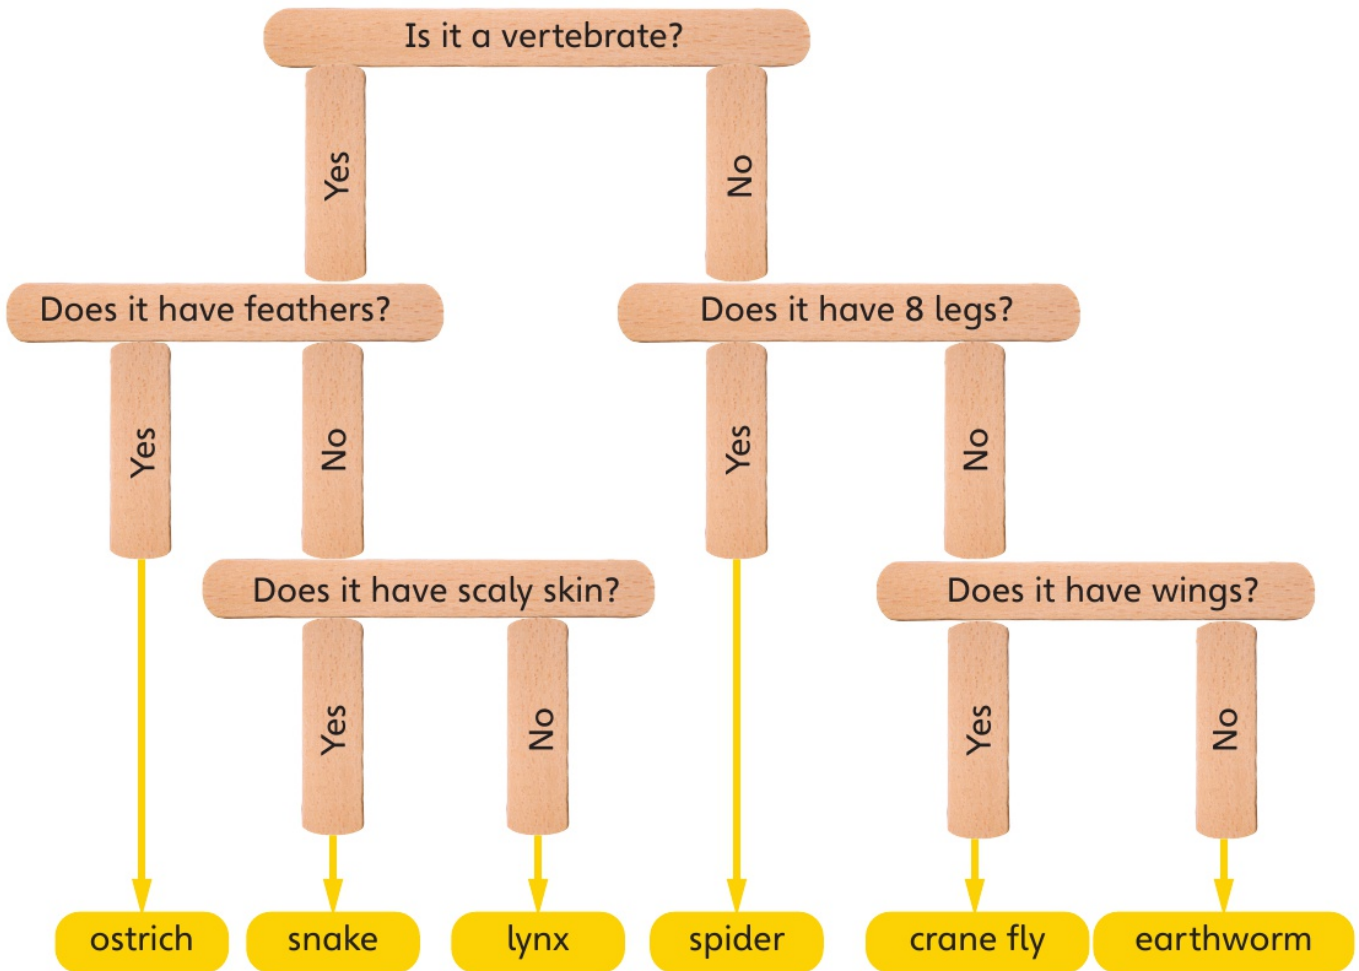 Is it a vertebrate?
Yes
No
Does it have feathers?
Does it have 8 legs?
Yes
No
Yes
No
Does it have scaly skin?
Does it have wings?
Yes
No
Yes
No
ostrich
snake
lynx
spider
crane fly
earthworm